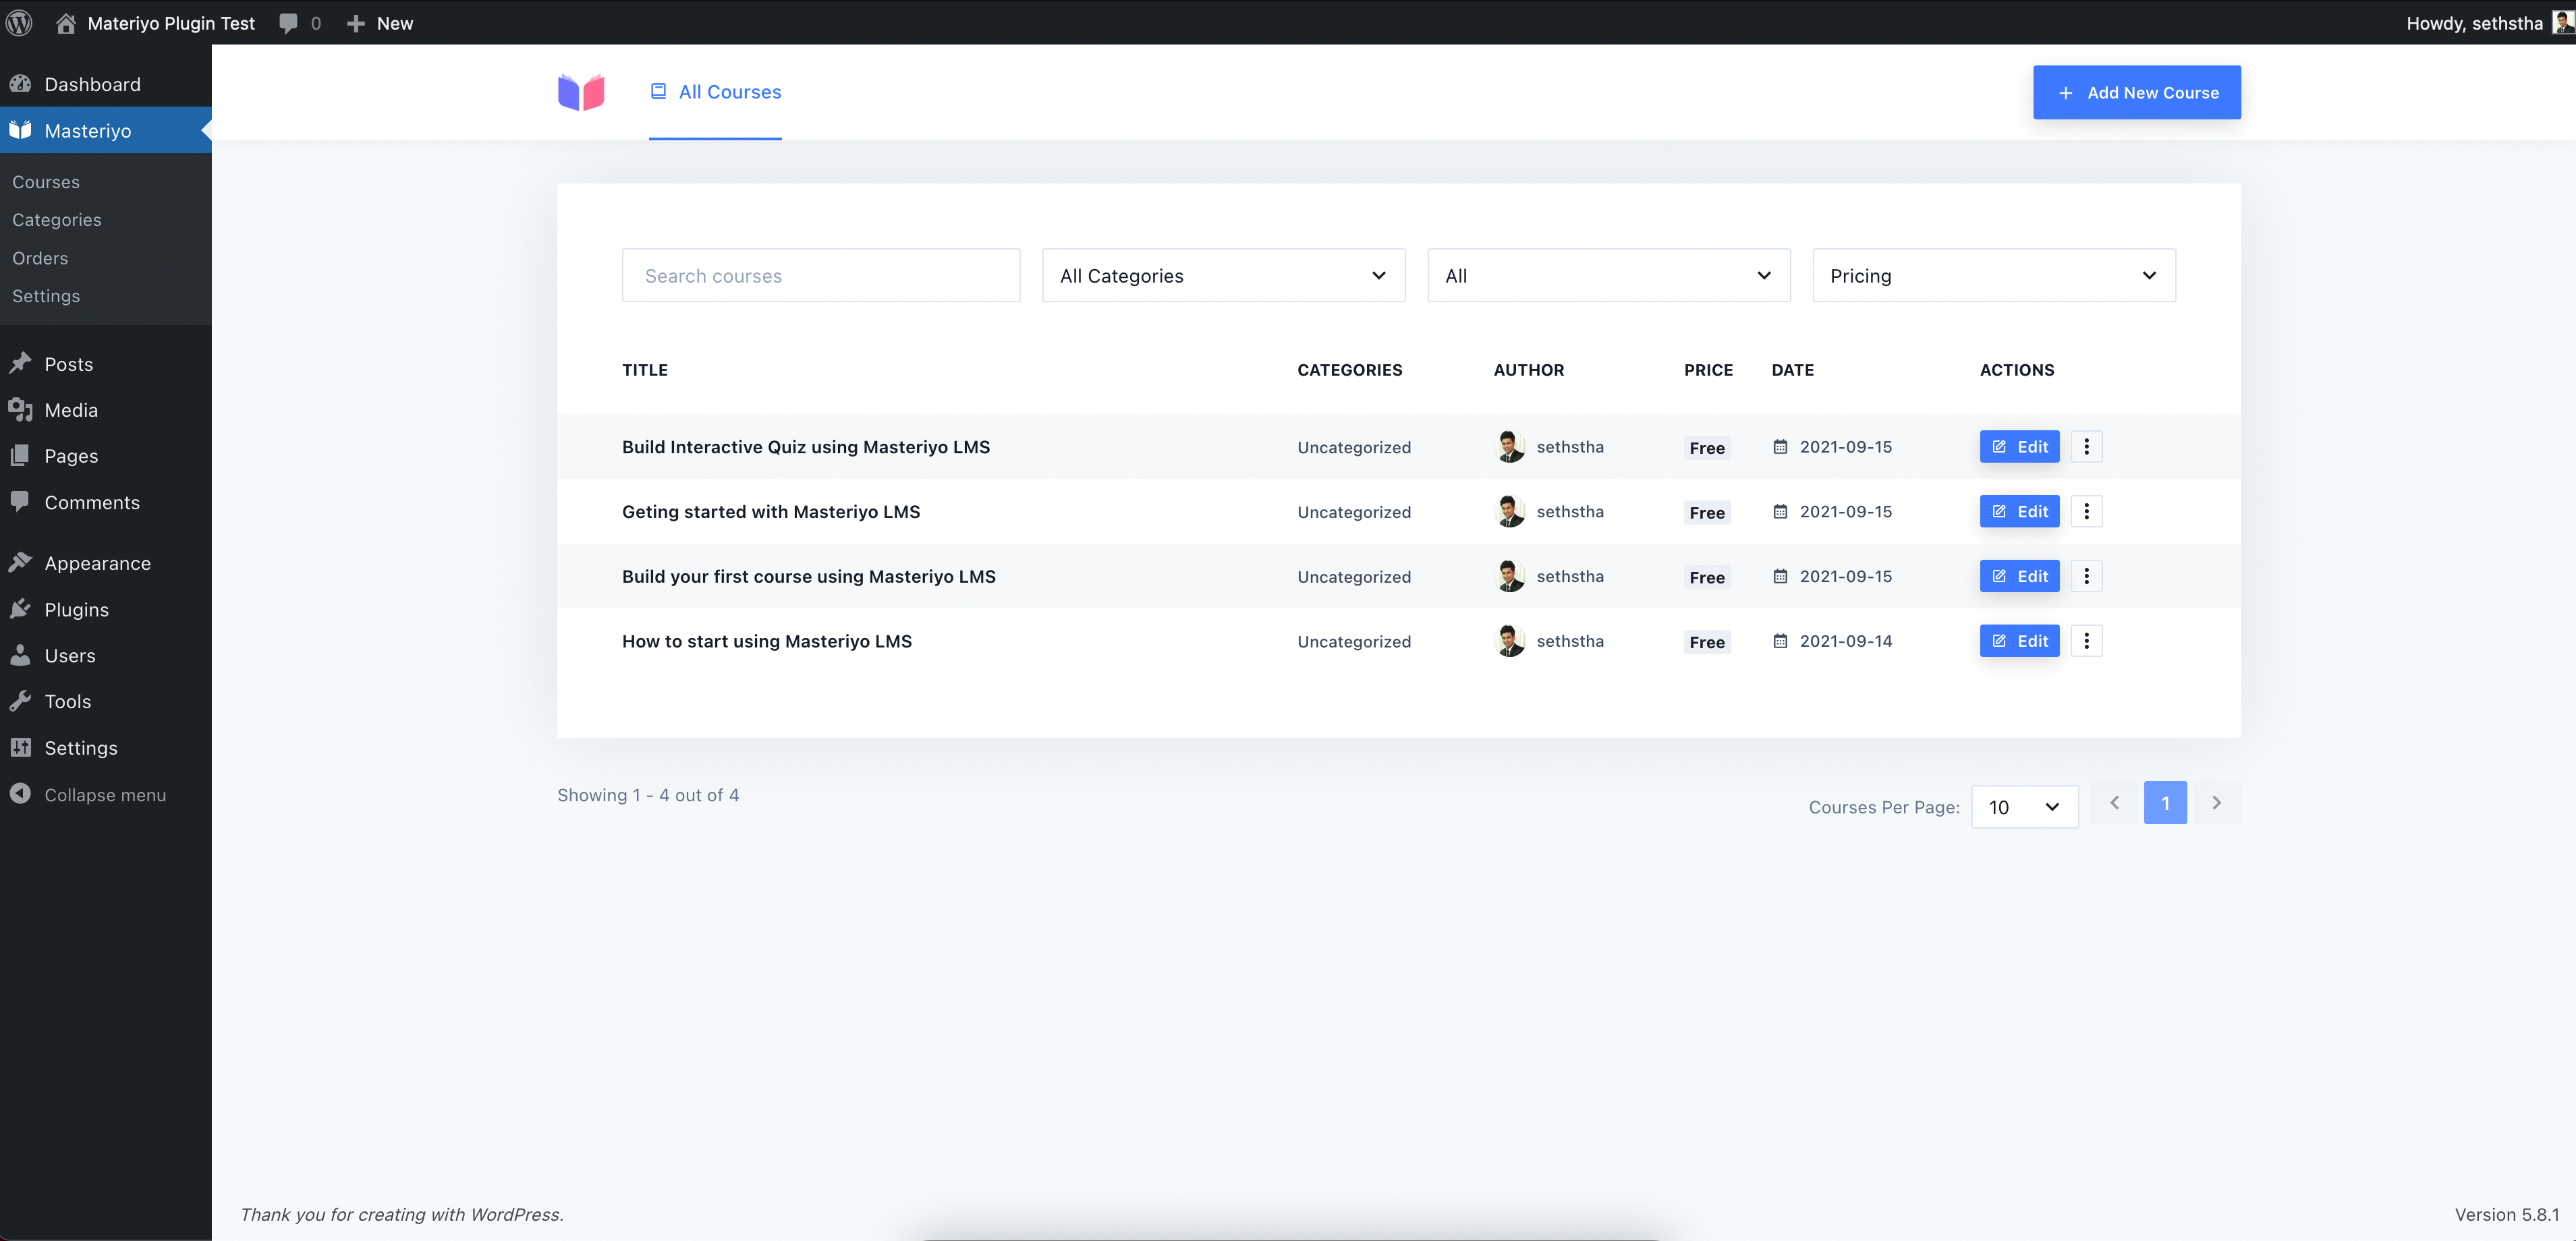 Materiyo Plugin Test 0 New Howdy, sethstha
Dashboard
Masteriyo
Courses
Categories
Orders
Settings
Posts
Media
Pages
Comments
Appearance
Plugins
Users
Tools
Settings
Collapse menu
All Courses Add New Course
Search courses All Categories All Pricing
TITLE CATEGORIES AUTHOR PRICE DATE ACTIONS
Build Interactive Quiz using Masteriyo LMS Uncategorized sethstha Free 2021-09-15 Edit
Geting started with Masteriyo LMS Uncategorized sethstha Free 2021-09-15 Edit
Build your first course using Masteriyo LMS Uncategorized sethstha Free 2021-09-15 Edit
How to start using Masteriyo LMS Uncategorized sethstha Free 2021-09-14 Edit
Showing 1 - 4 out of 4 Courses Per Page: 10 1
Thank you for creating with WordPress. Version 5.8.1